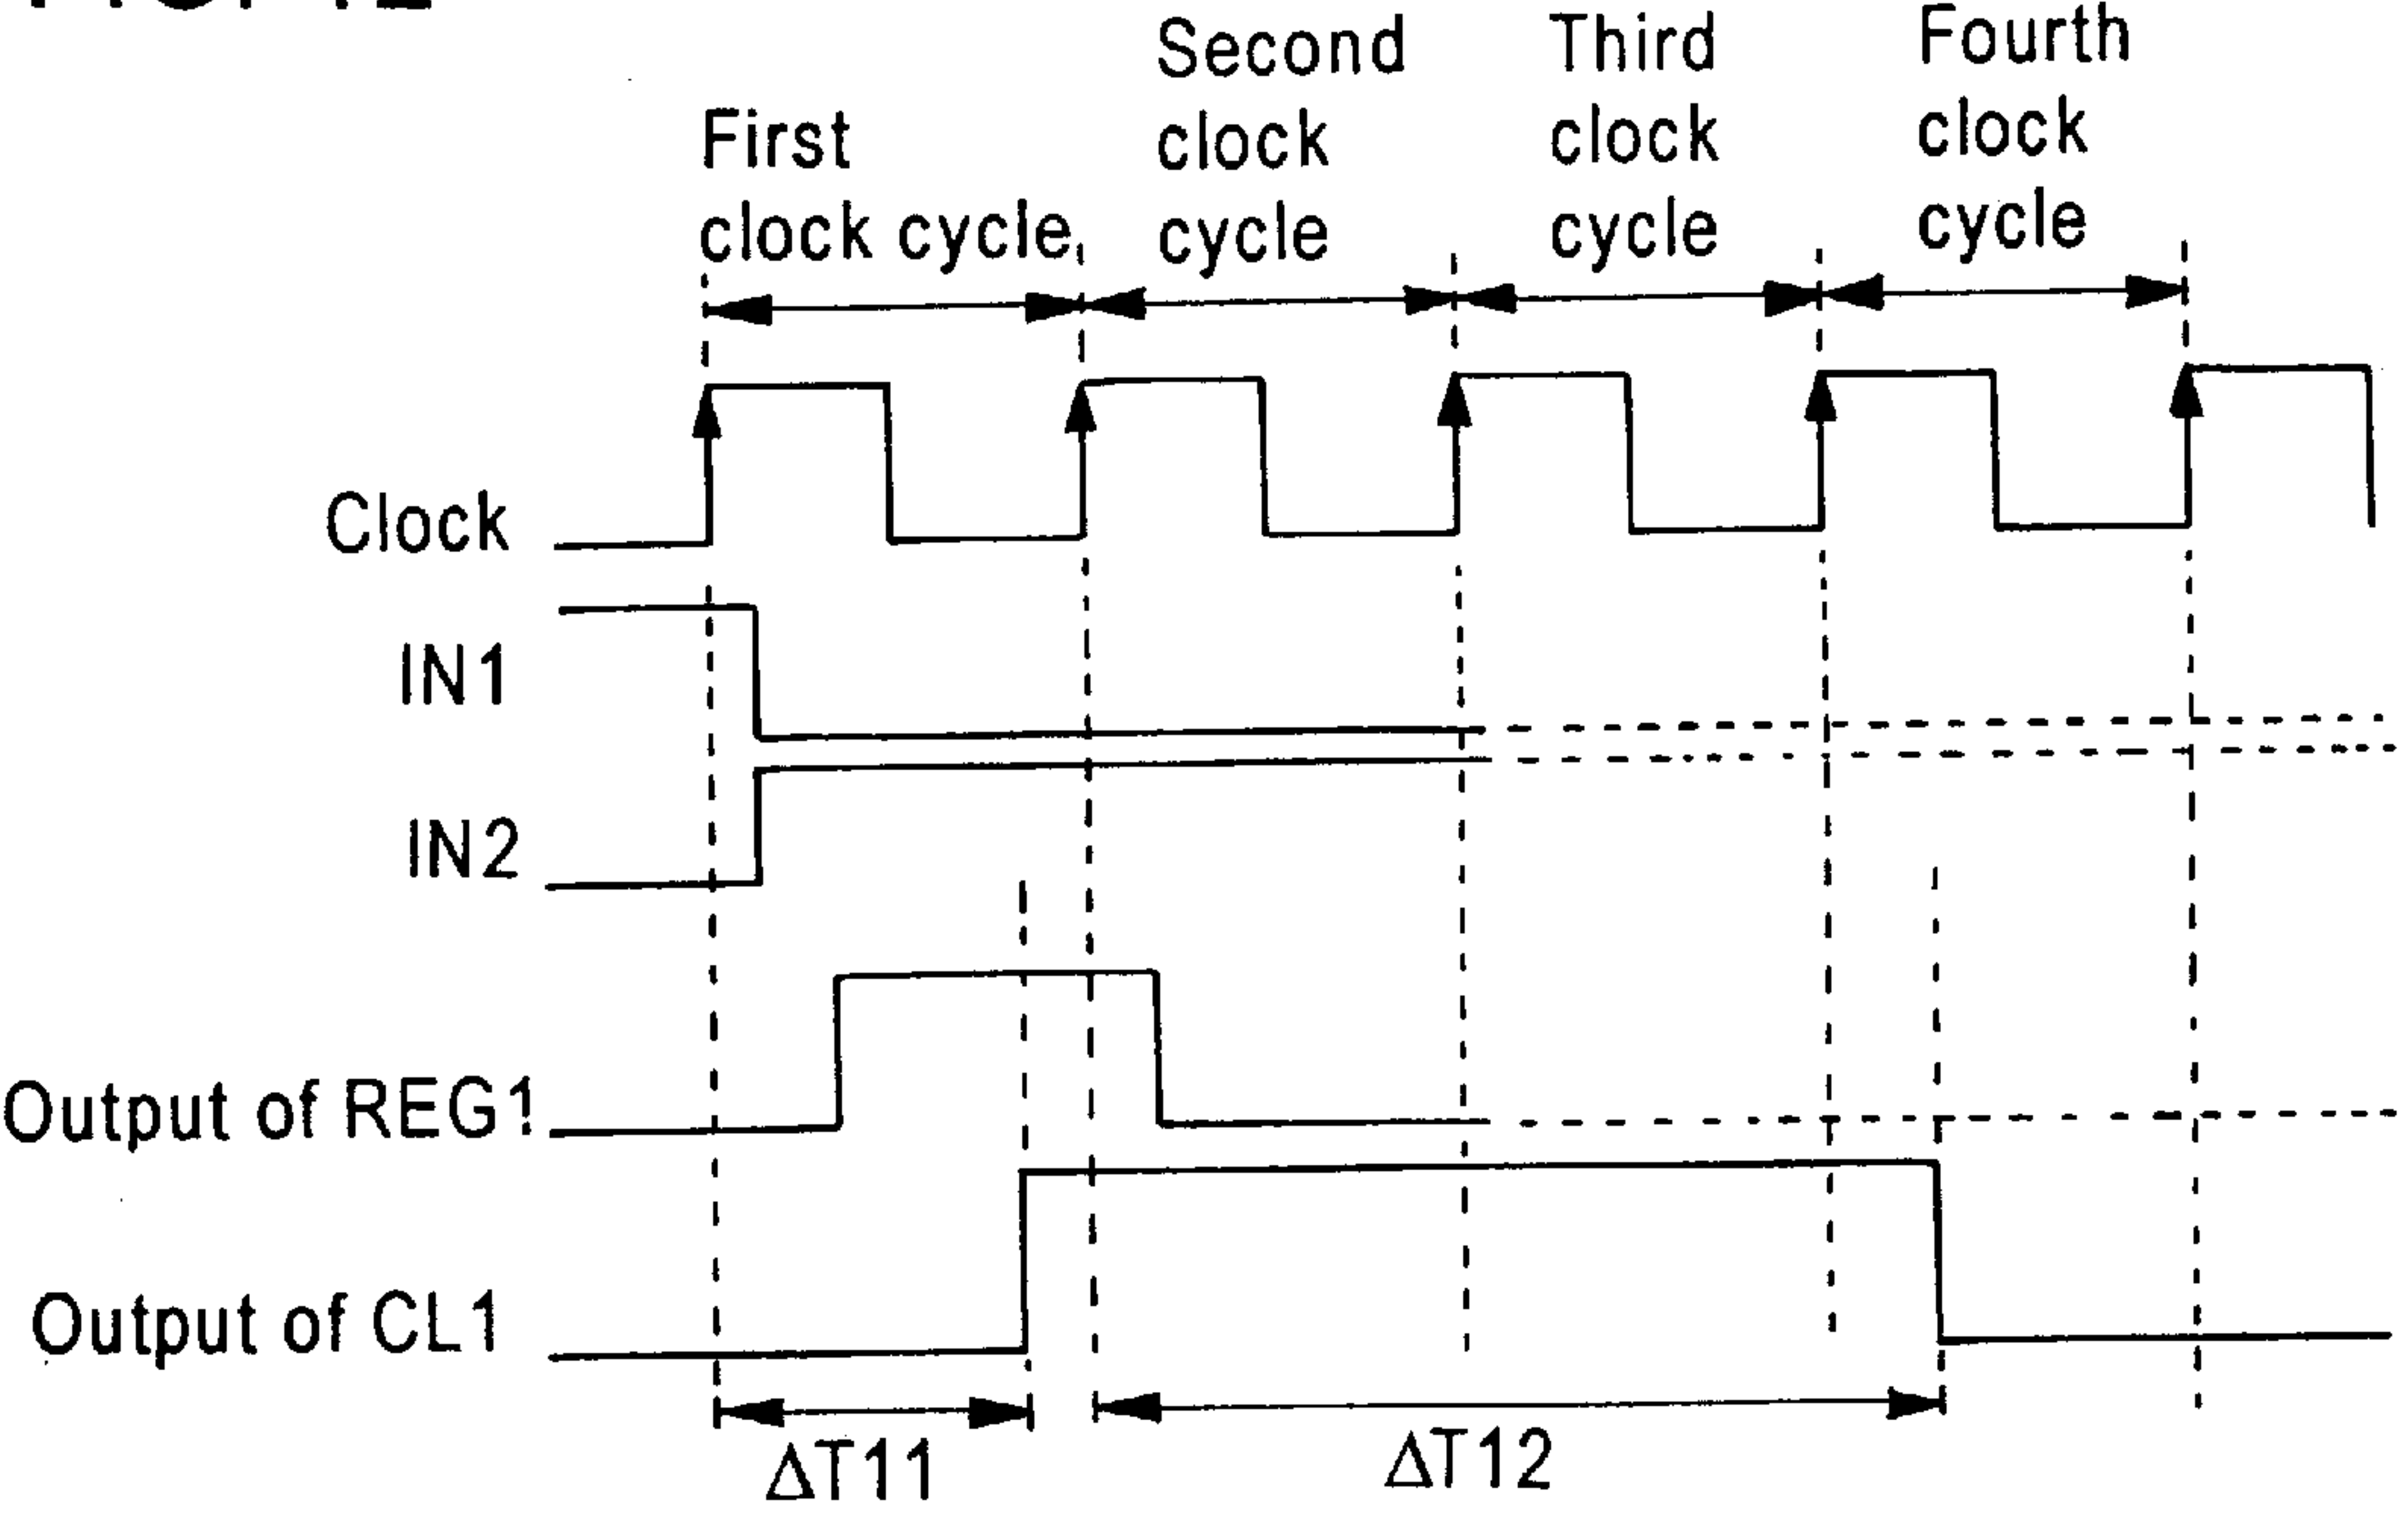 First
clock cycle
Second
clock
cycle
Third
clock
cycle
Fourth
clock
cycle
Clock
IN1
IN2
Output of REG1
Output of CL1
ΔT11
ΔT12